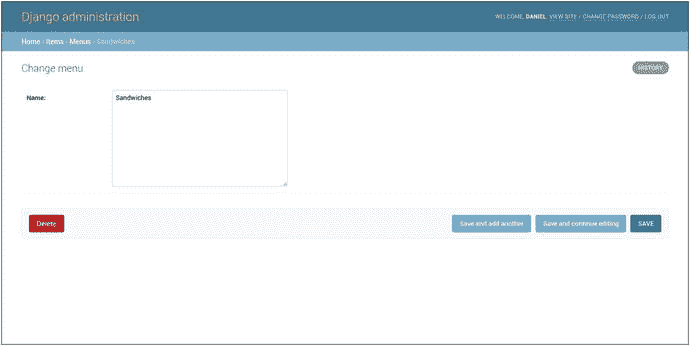 Django administration
WELCOME, DANIEL. VIEW SITE / CHANGE PASSWORD / LOG OUT
Home › Items › Menus › Sandwiches
Change menu
HISTORY
Name:
Sandwiches
Delete
Save and add another
Save and continue editing
SAVE